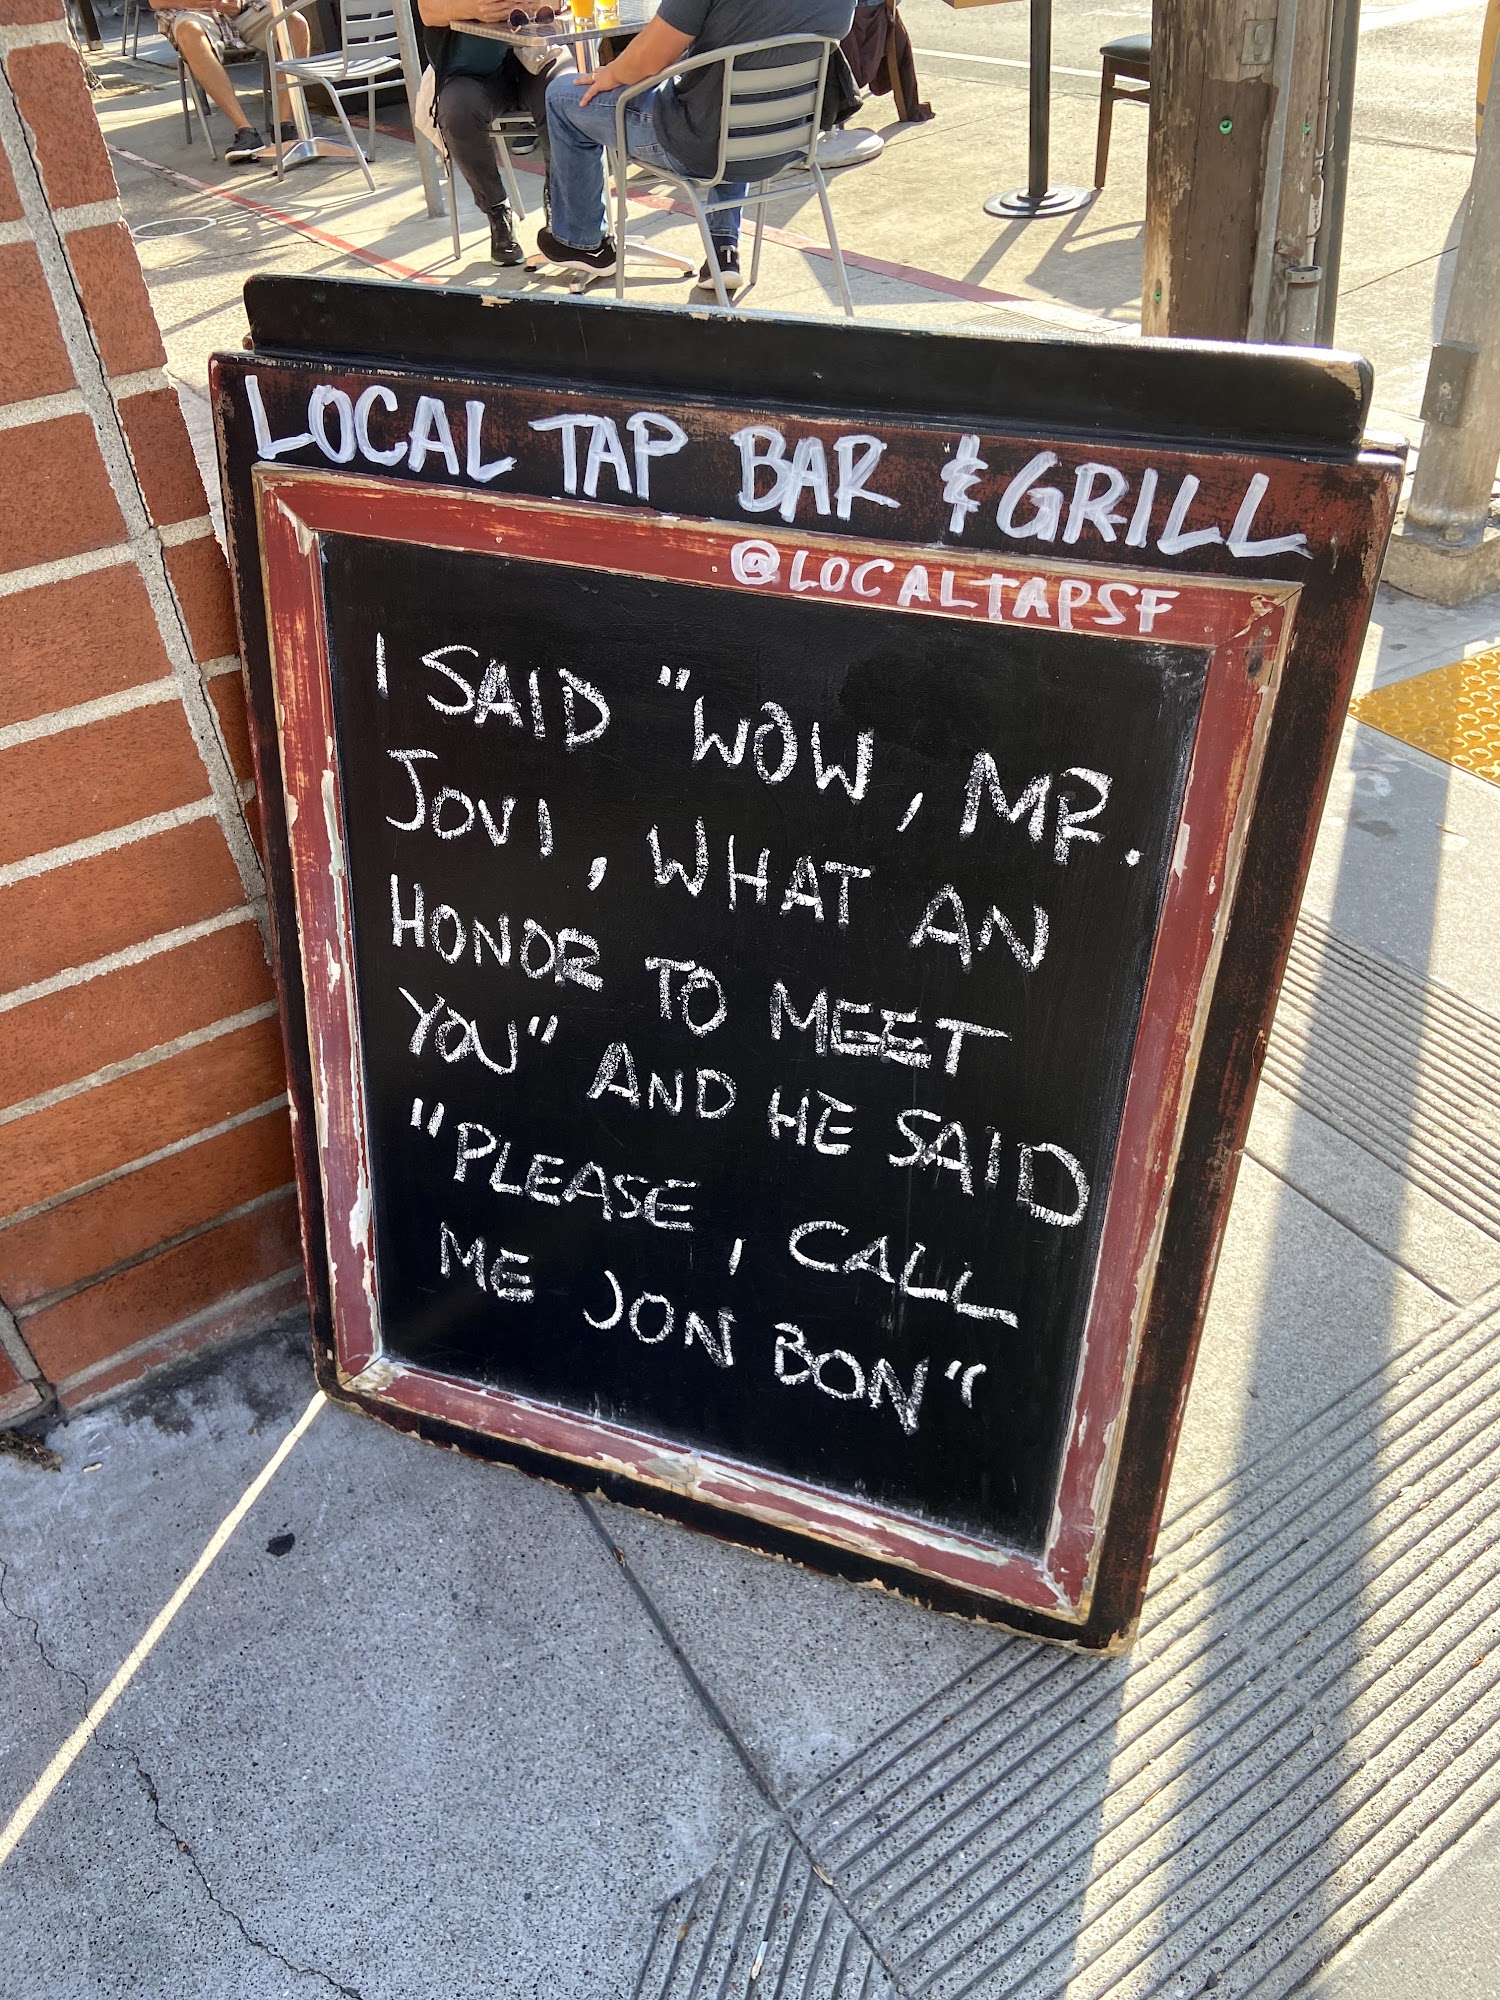 LOCAL TAP BAR & GRILL
@LOCALTAPSF
I SAID "WOW, MR.
JOVI, WHAT AN
HONOR TO MEET
YOU" AND HE SAID
"PLEASE, CALL
ME JON BON"